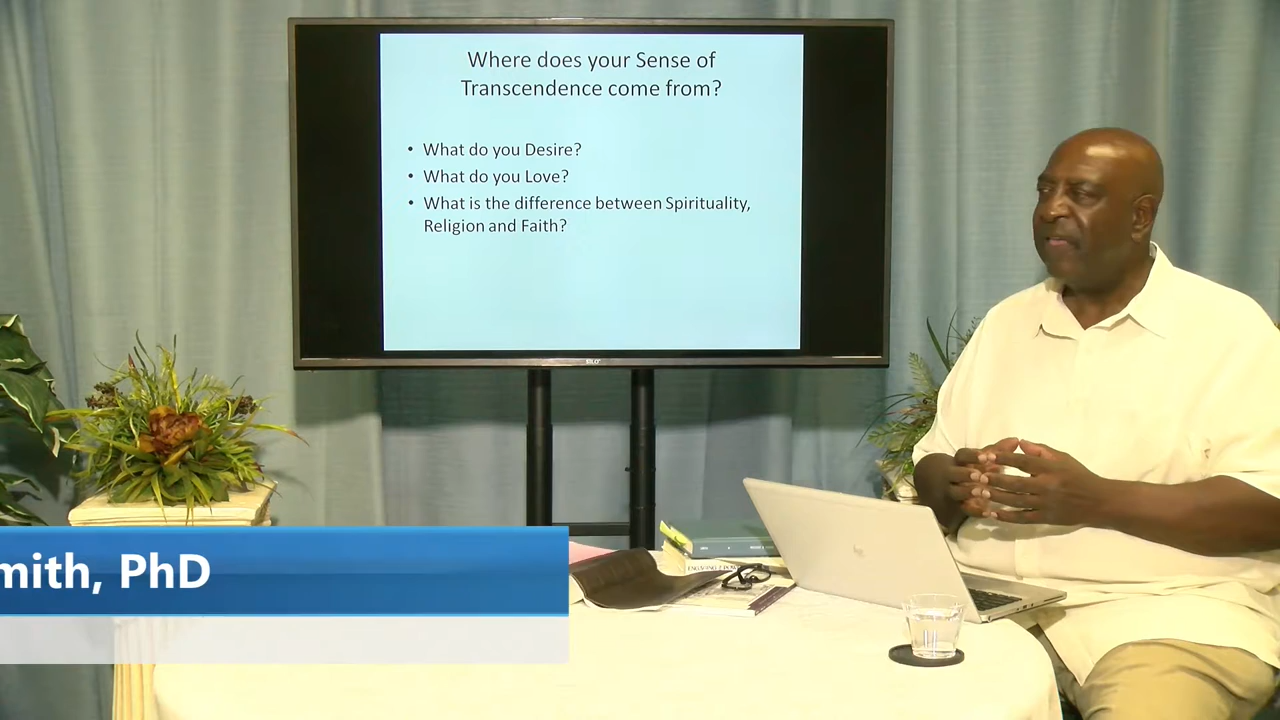 Where does your Sense of
Transcendence come from?
• What do you Desire?
• What do you Love?
• What is the difference between Spirituality,
Religion and Faith?
mith, PhD